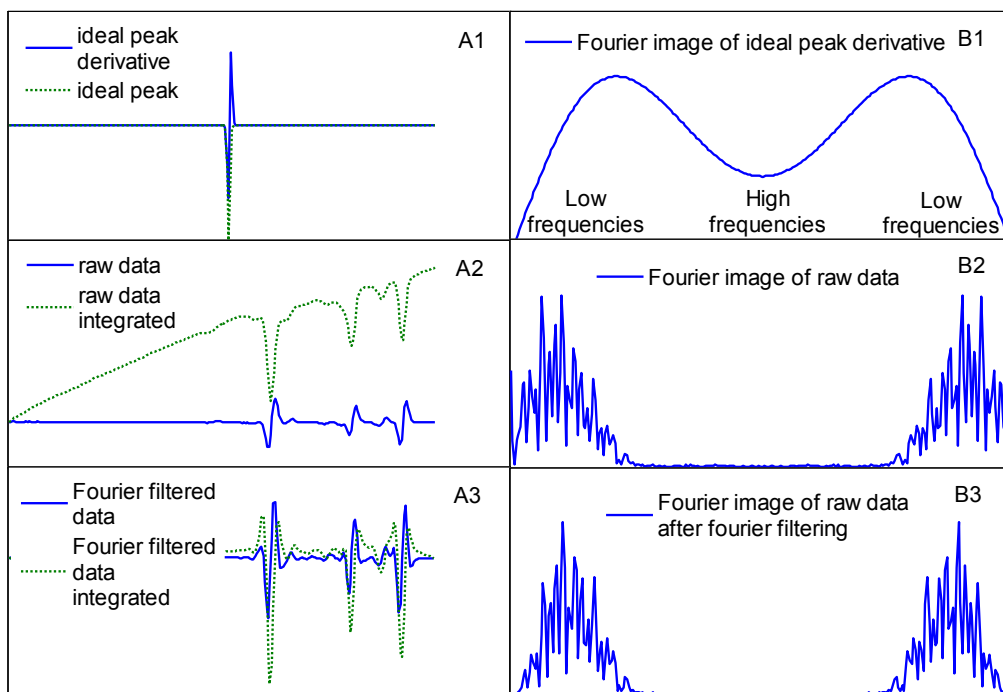 ideal peak
derivative
ideal peak
A1
Fourier image of ideal peak derivative
B1
Low
frequencies
High
frequencies
Low
frequencies
raw data
raw data
integrated
A2
Fourier image of raw data
B2
Fourier filtered
data
Fourier filtered
data
integrated
A3
Fourier image of raw data
after fourier filtering
B3